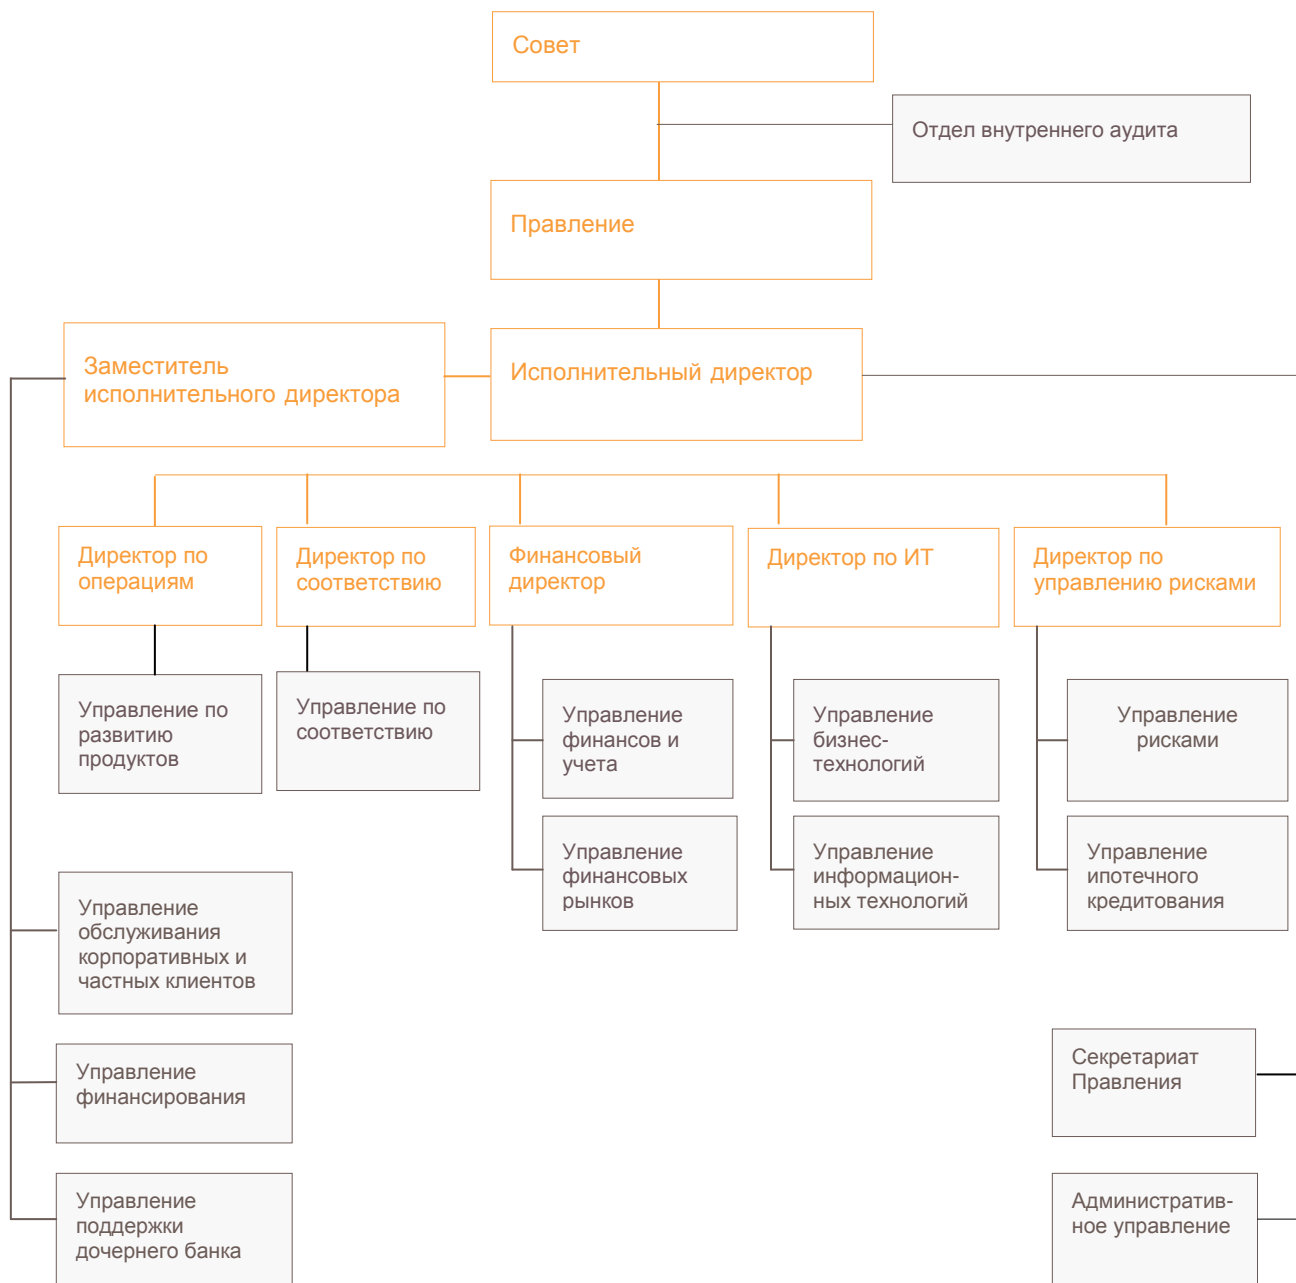 Совет
Отдел внутреннего аудита
Правление
Заместитель
исполнительного директора
Исполнительный директор
Директор по
операциям
Директор по
соответствию
Финансовый
директор
Директор по ИТ
Директор по
управлению рисками
Управление по
развитию
продуктов
Управление по
соответствию
Управление
финансов и
учета
Управление
бизнес-
технологий
Управление
рисками
Управление
финансовых
рынков
Управление
информацион-
ных технологий
Управление
ипотечного
кредитования
Управление
обслуживания
корпоративных и
частных клиентов
Управление
финансирования
Секретариат
Правления
Управление
поддержки
дочернего банка
Административ-
ное управление